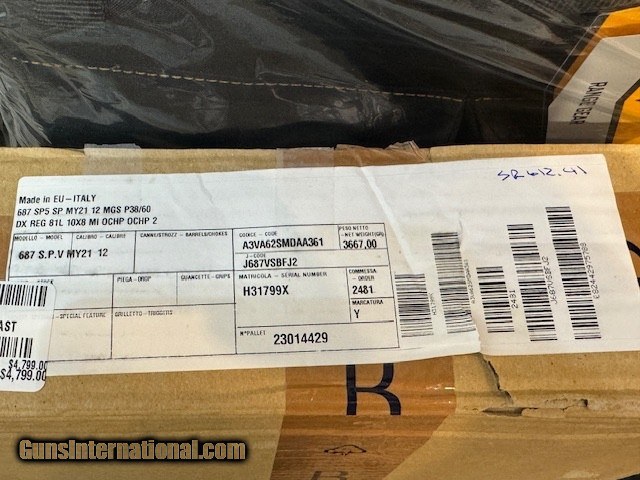 RANGE GEAR
SR612.41
Made in EU-ITALY
687 SP5 SP MY21 12 MGS P38/60
DX REG 81L 10X8 MI OCHP OCHP 2
MODELLO - MODEL CALIBRO - CALIBRE CANNE/STROZZ - BARRELS/CHOKES CODICE - CODE PESO NETTO - NET WEIGHT(GR)
687 S.P.V MY21 12 A3VA62SMDAA361 3667,00
J-CODE
J687VSBFJ2
PIEGA-DROP GUANCETTE-GRIPS MATRICOLA - SERIAL NUMBER COMMESSA -ORDER
H31799X 2481
MARCATURA
Y
-SPECIAL FEATURE GRILLETTO-TRIGGERS
N°PALLET
23014429
2481
J687VSBFJ2
AST
$4,799.00
$4,799.00
R
R
GunsInternational.com